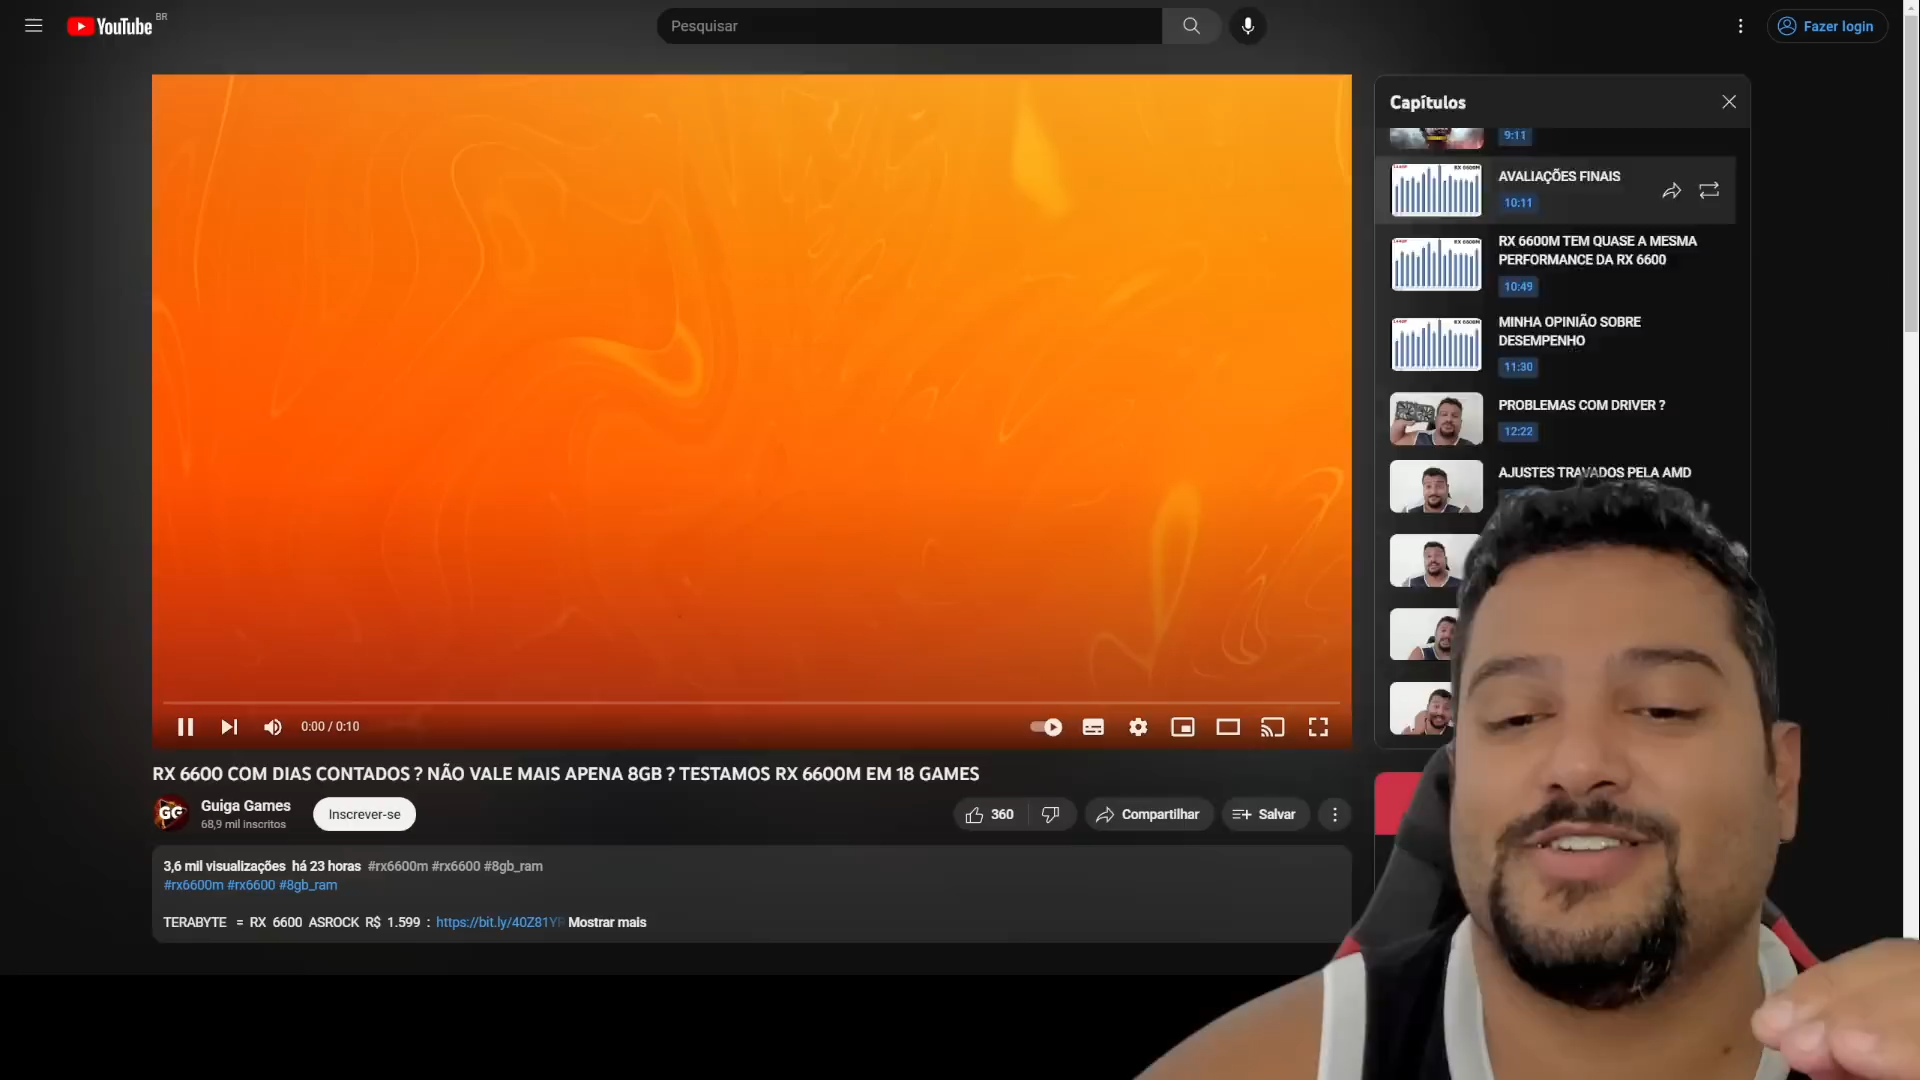 YouTube BR
Pesquisar
Fazer login
Capítulos
9:11
AVALIAÇÕES FINAIS
10:11
RX 6600M TEM QUASE A MESMA
PERFORMANCE DA RX 6600
10:49
MINHA OPINIÃO SOBRE
DESEMPENHO
11:30
PROBLEMAS COM DRIVER ?
12:22
AJUSTES TRAVADOS PELA AMD
0:00 / 0:10
RX 6600 COM DIAS CONTADOS ? NÃO VALE MAIS APENA 8GB ? TESTAMOS RX 6600M EM 18 GAMES
GG
Guiga Games
68,9 mil inscritos
Inscrever-se
360
Compartilhar
Salvar
3,6 mil visualizações há 23 horas #rx6600m #rx6600 #8gb_ram
#rx6600m #rx6600 #8gb_ram
TERABYTE = RX 6600 ASROCK R$ 1.599 : https://bit.ly/40Z81Y Mostrar mais